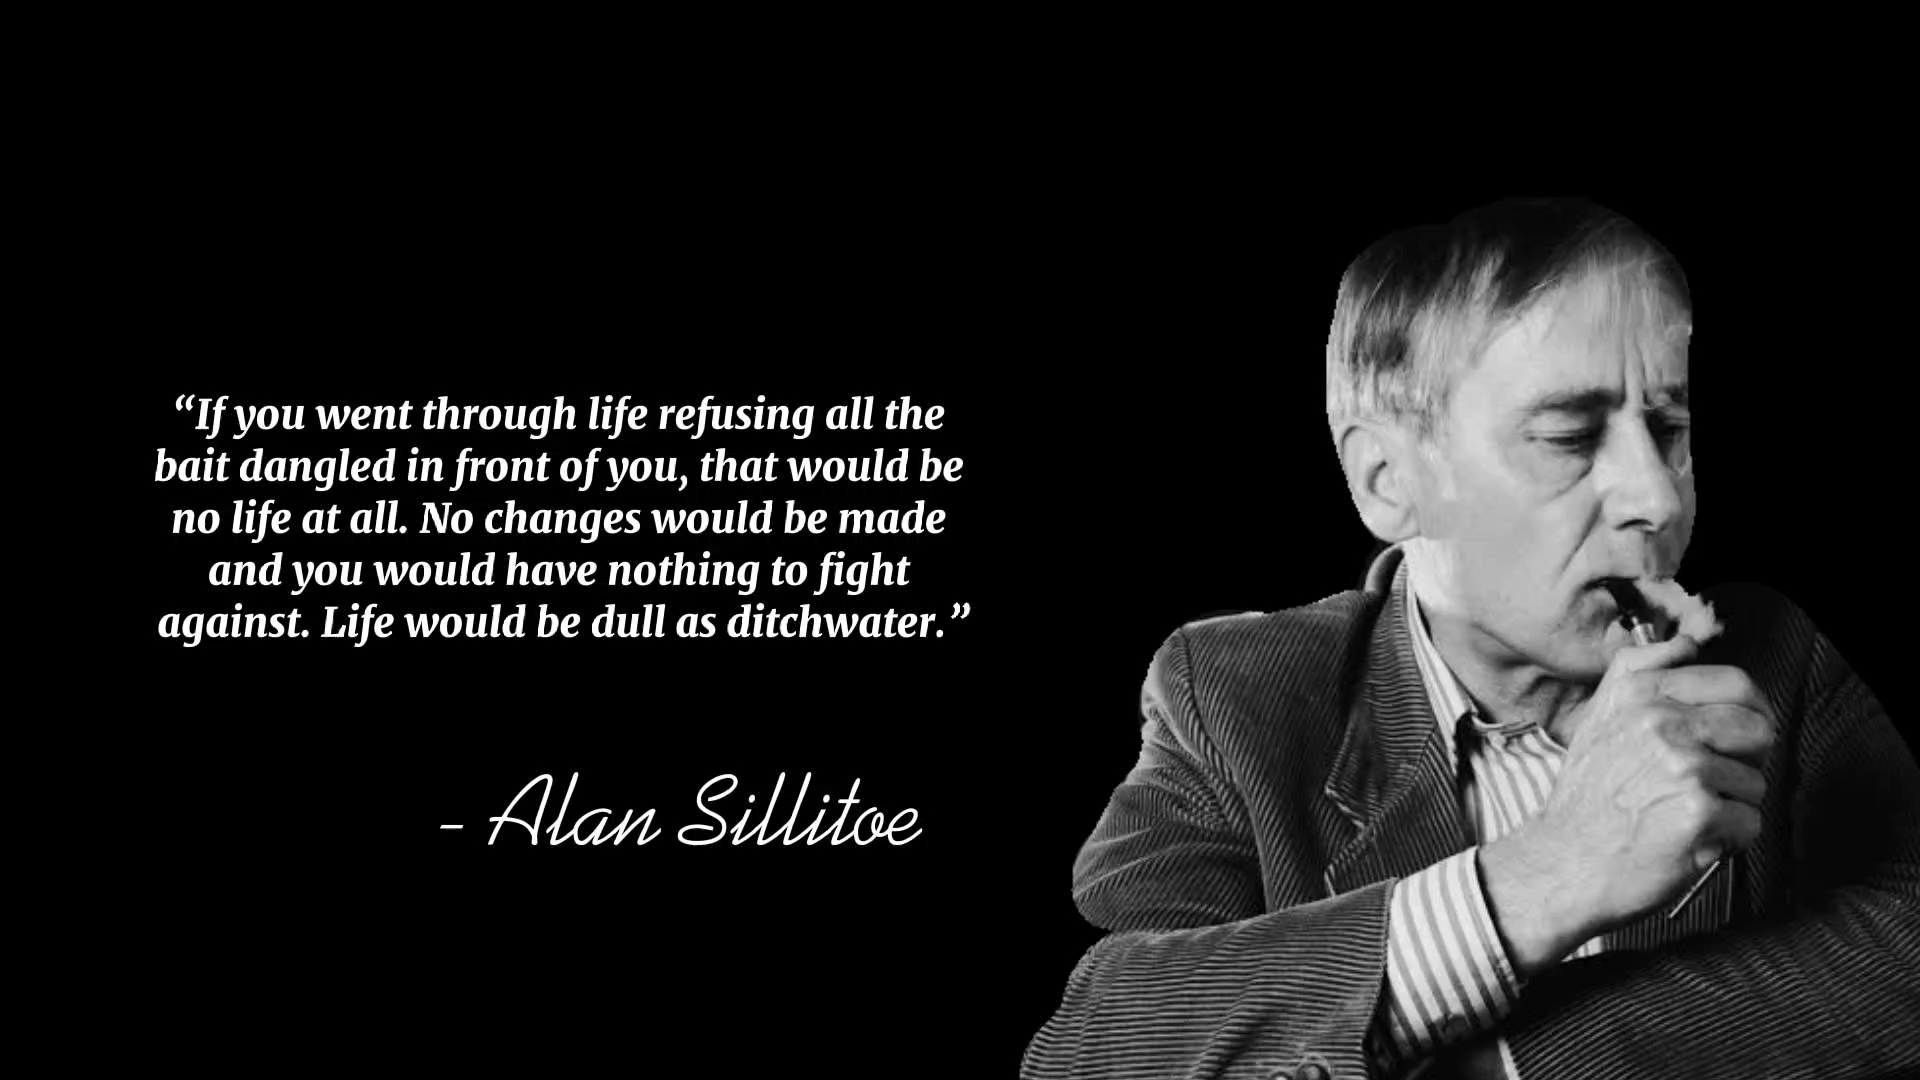 “If you went through life refusing all the
bait dangled in front of you, that would be
no life at all. No changes would be made
and you would have nothing to fight
against. Life would be dull as ditchwater.”
- Alan Sillitoe